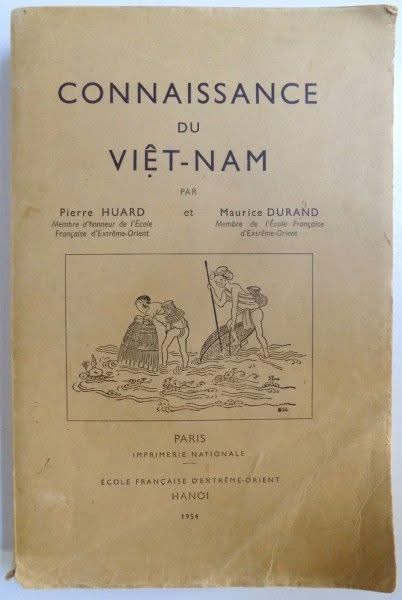 CONNAISSANCE
DU
VIỆT-NAM
PAR
Pierre HUARD et Maurice DURAND
Membre d'honneur de l'École Membre de l'École Française
Française d'Extrême-Orient d'Extrême-Orient
PARIS
IMPRIMERIE NATIONALE
ÉCOLE FRANÇAISE D'EXTRÊME-ORIENT
HANOI
1954